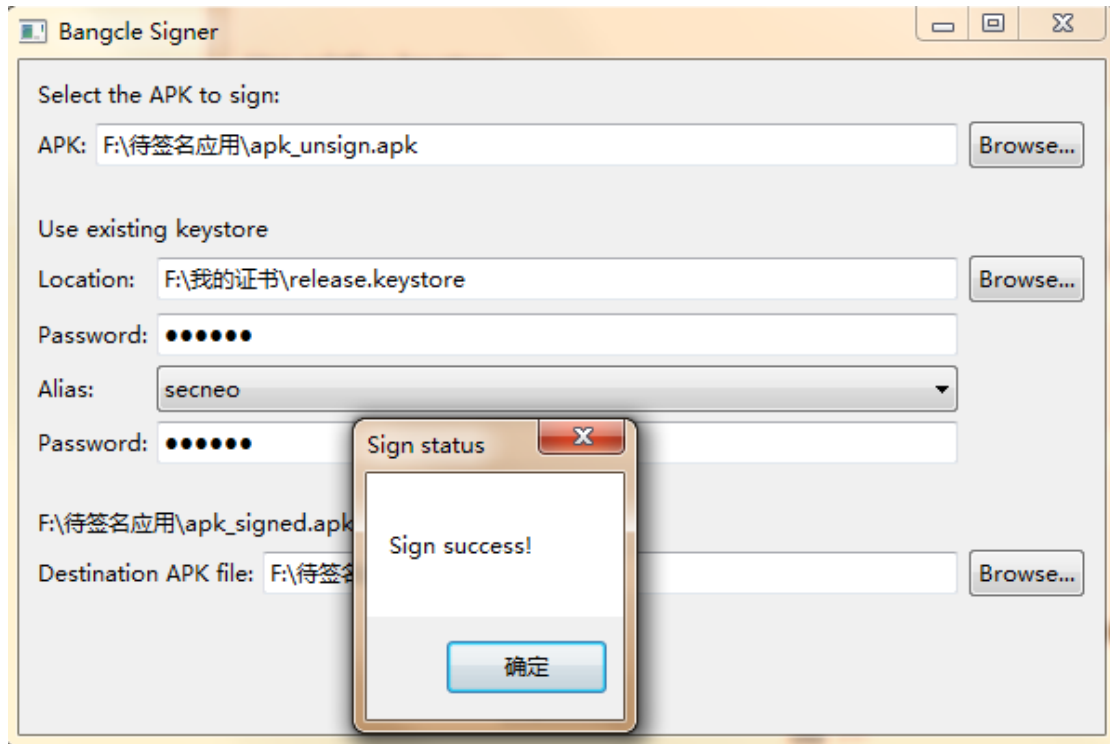 Bangcle Signer
Select the APK to sign:
APK: F:\待签名应用\apk_unsign.apk Browse...
Use existing keystore
Location: F:\我的证书\release.keystore Browse...
Password: ●●●●●●
Alias: secneo
Password: ●●●●●●
Sign status
F:\待签名应用\apk_signed.apk
Sign success!
Destination APK file: F:\待签 Browse...
确定